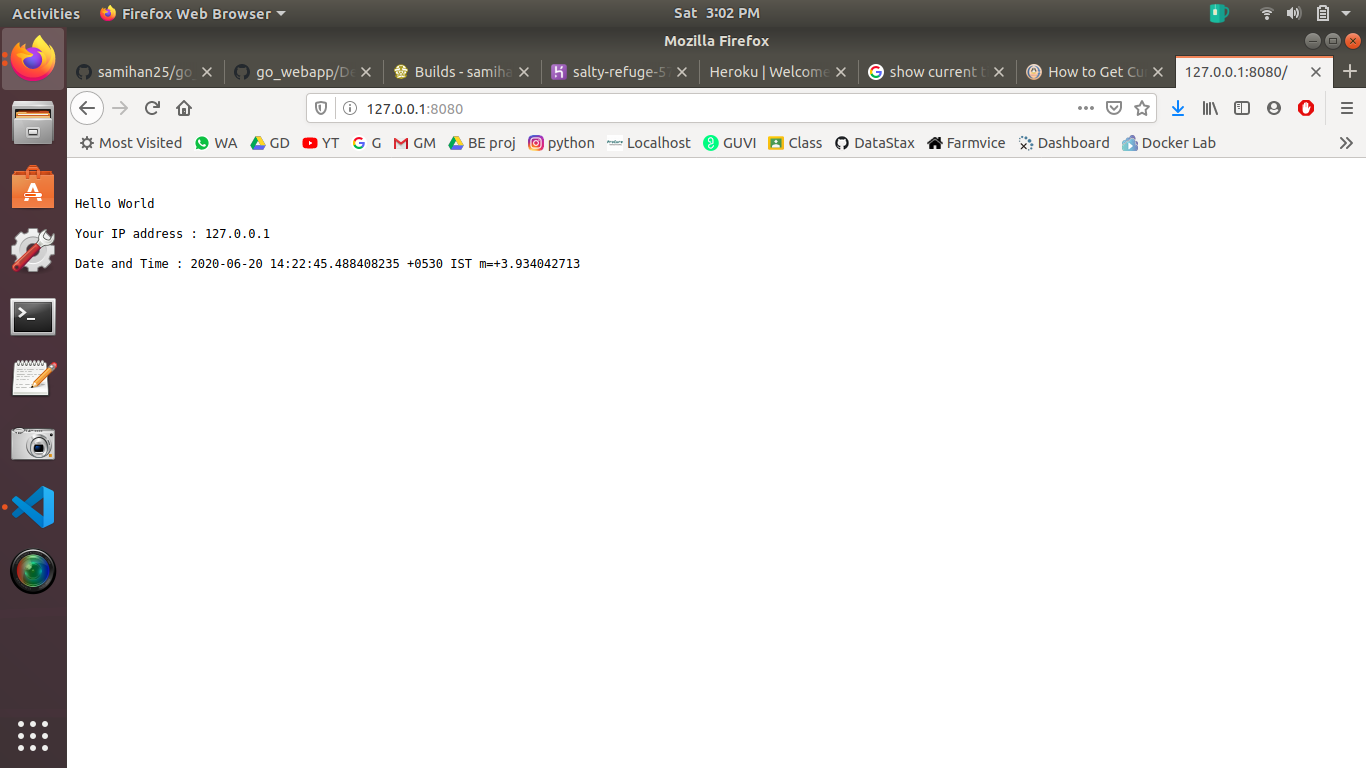 Activities
Firefox Web Browser
Sat 3:02 PM
Mozilla Firefox
samihan25/go_
go_webapp/De
Builds - samiha
salty-refuge-57
Heroku | Welcome
show current t
How to Get Cu
127.0.0.1:8080/
127.0.0.1:8080
Most Visited
WA
GD
YT
G
GM
BE proj
python
Localhost
GUVI
Class
DataStax
Farmvice
Dashboard
Docker Lab
Hello World
Your IP address : 127.0.0.1
Date and Time : 2020-06-20 14:22:45.488408235 +0530 IST m=+3.934042713